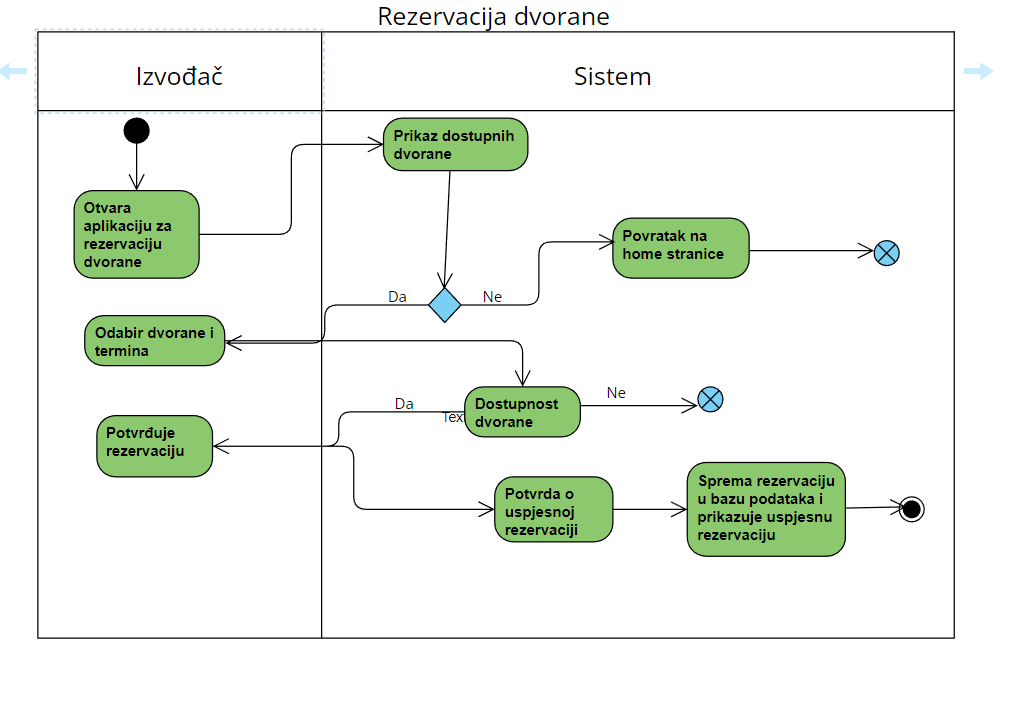 Rezervacija dvorane
Izvođač
Sistem
Prikaz dostupnih
dvorane
Otvara
aplikaciju za
rezervaciju
dvorane
Povratak na
home stranice
Da
Ne
Odabir dvorane i
termina
Dostupnost
dvorane
Ne
Da
Tex
Potvrđuje
rezervaciju
Potvrda o
uspjesnoj
rezervaciji
Sprema rezervaciju
u bazu podataka i
prikazuje uspjesnu
rezervaciju